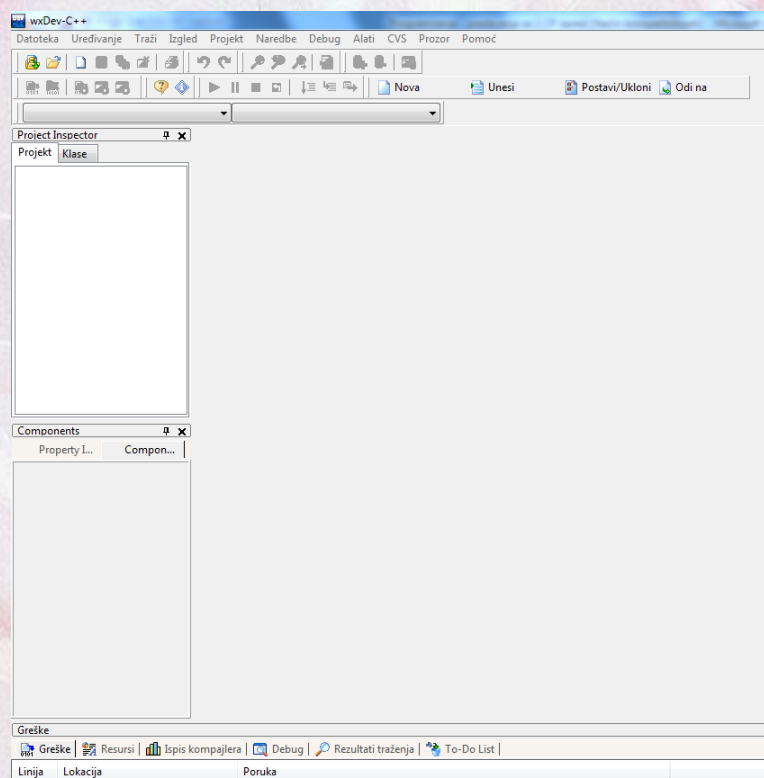 wxDev-C++
Datoteka Uređivanje Traži Izgled Projekt Naredbe Debug Alati CVS Prozor Pomoć
Nova Unesi Postavi/Ukloni Odi na
Project Inspector
Projekt Klase
Components
Property I... Compon...
Greške
Greške Resursi Ispis kompajlera Debug Rezultati traženja To-Do List
Linija Lokacija Poruka